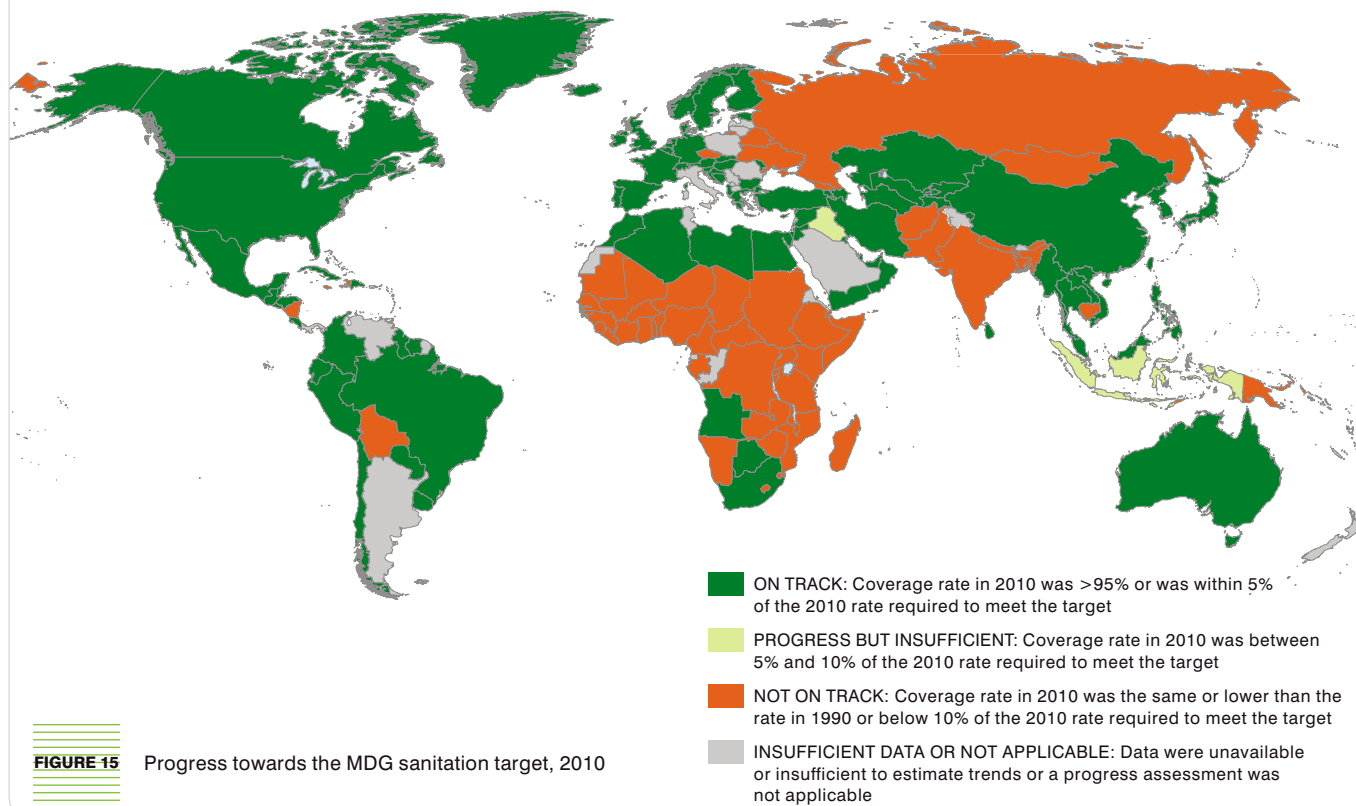 ON TRACK: Coverage rate in 2010 was >95% or was within 5%
of the 2010 rate required to meet the target
PROGRESS BUT INSUFFICIENT: Coverage rate in 2010 was between
5% and 10% of the 2010 rate required to meet the target
NOT ON TRACK: Coverage rate in 2010 was the same or lower than the
rate in 1990 or below 10% of the 2010 rate required to meet the target
INSUFFICIENT DATA OR NOT APPLICABLE: Data were unavailable
or insufficient to estimate trends or a progress assessment was
not applicable
FIGURE 15 Progress towards the MDG sanitation target, 2010